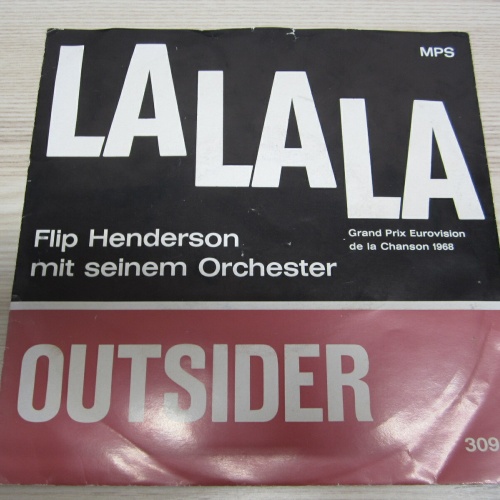 MPS
LA LA LA
Flip Henderson
mit seinem Orchester
Grand Prix Eurovision
de la Chanson 1968
OUTSIDER
309